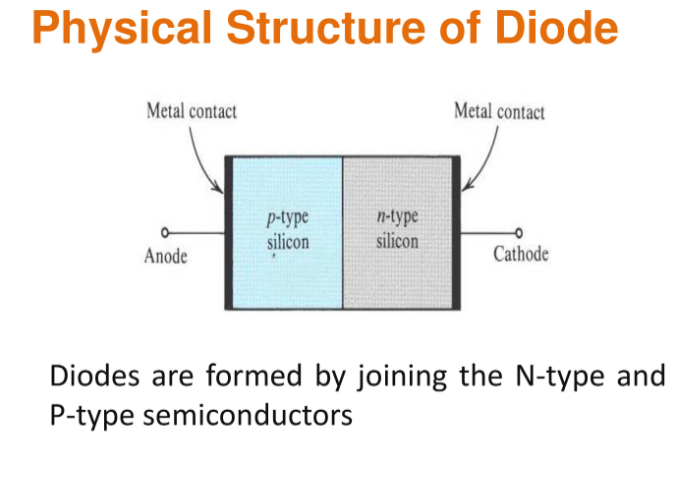 Physical Structure of Diode
Metal contact
Metal contact
p-type
silicon
n-type
silicon
Anode
Cathode
Diodes are formed by joining the N-type and
P-type semiconductors